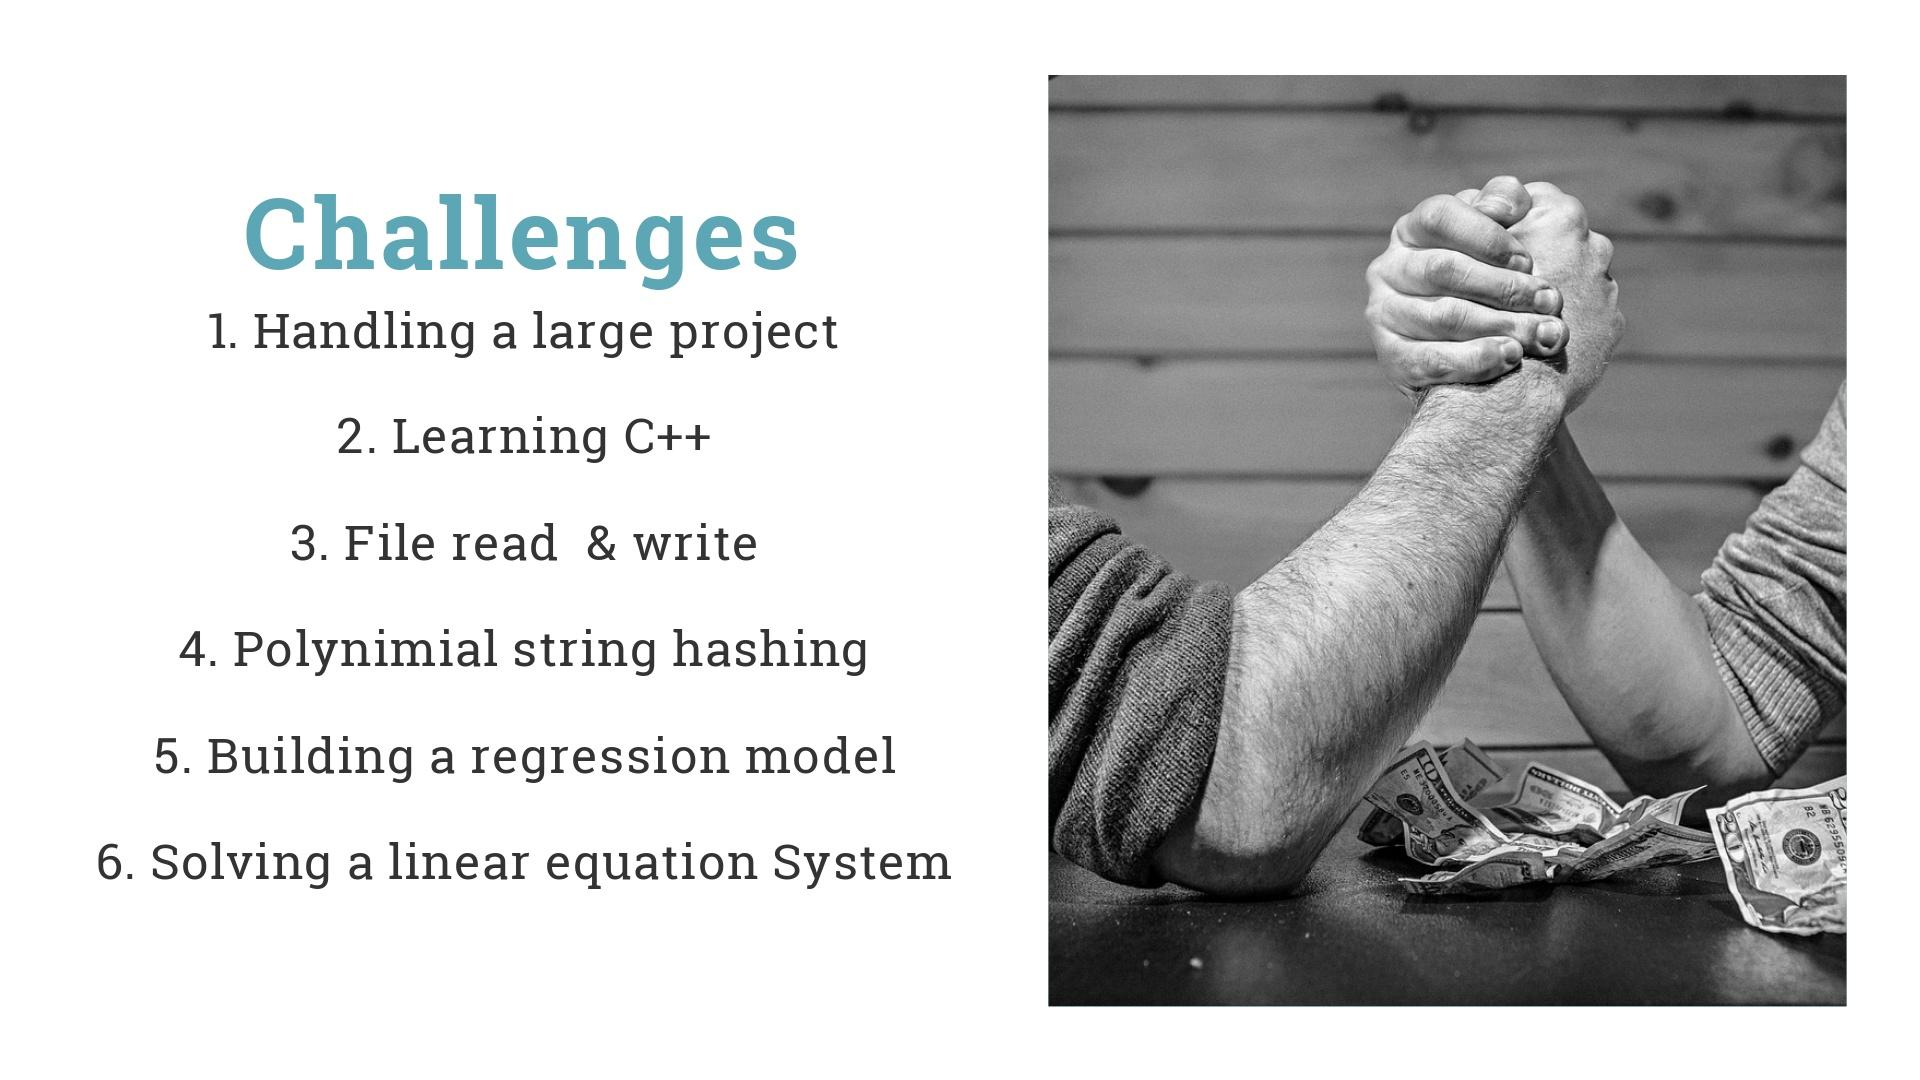 Challenges
1. Handling a large project
2. Learning C++
3. File read  & write
4. Polynimial string hashing
5. Building a regression model
6. Solving a linear equation System